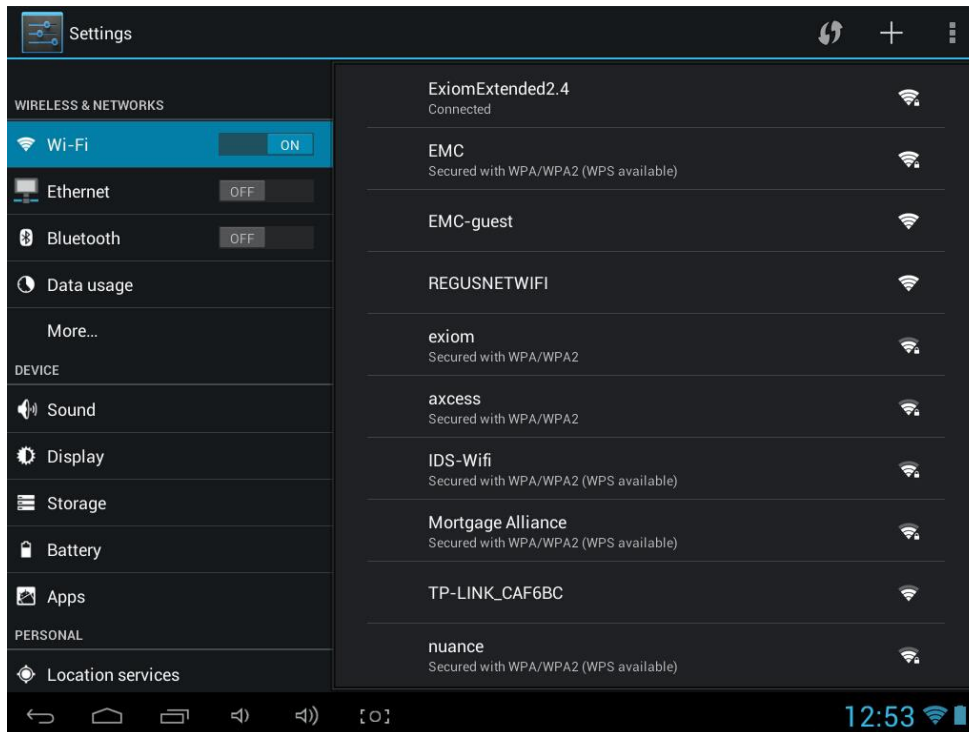 Settings
WIRELESS & NETWORKS
Wi-Fi ON
Ethernet OFF
Bluetooth OFF
Data usage
More...
DEVICE
Sound
Display
Storage
Battery
Apps
PERSONAL
Location services
ExiomExtended2.4
Connected
EMC
Secured with WPA/WPA2 (WPS available)
EMC-guest
REGUSNETWIFI
exiom
Secured with WPA/WPA2
axcess
Secured with WPA/WPA2
IDS-Wifi
Secured with WPA/WPA2 (WPS available)
Mortgage Alliance
Secured with WPA/WPA2 (WPS available)
TP-LINK_CAF6BC
nuance
Secured with WPA/WPA2 (WPS available)
12:53